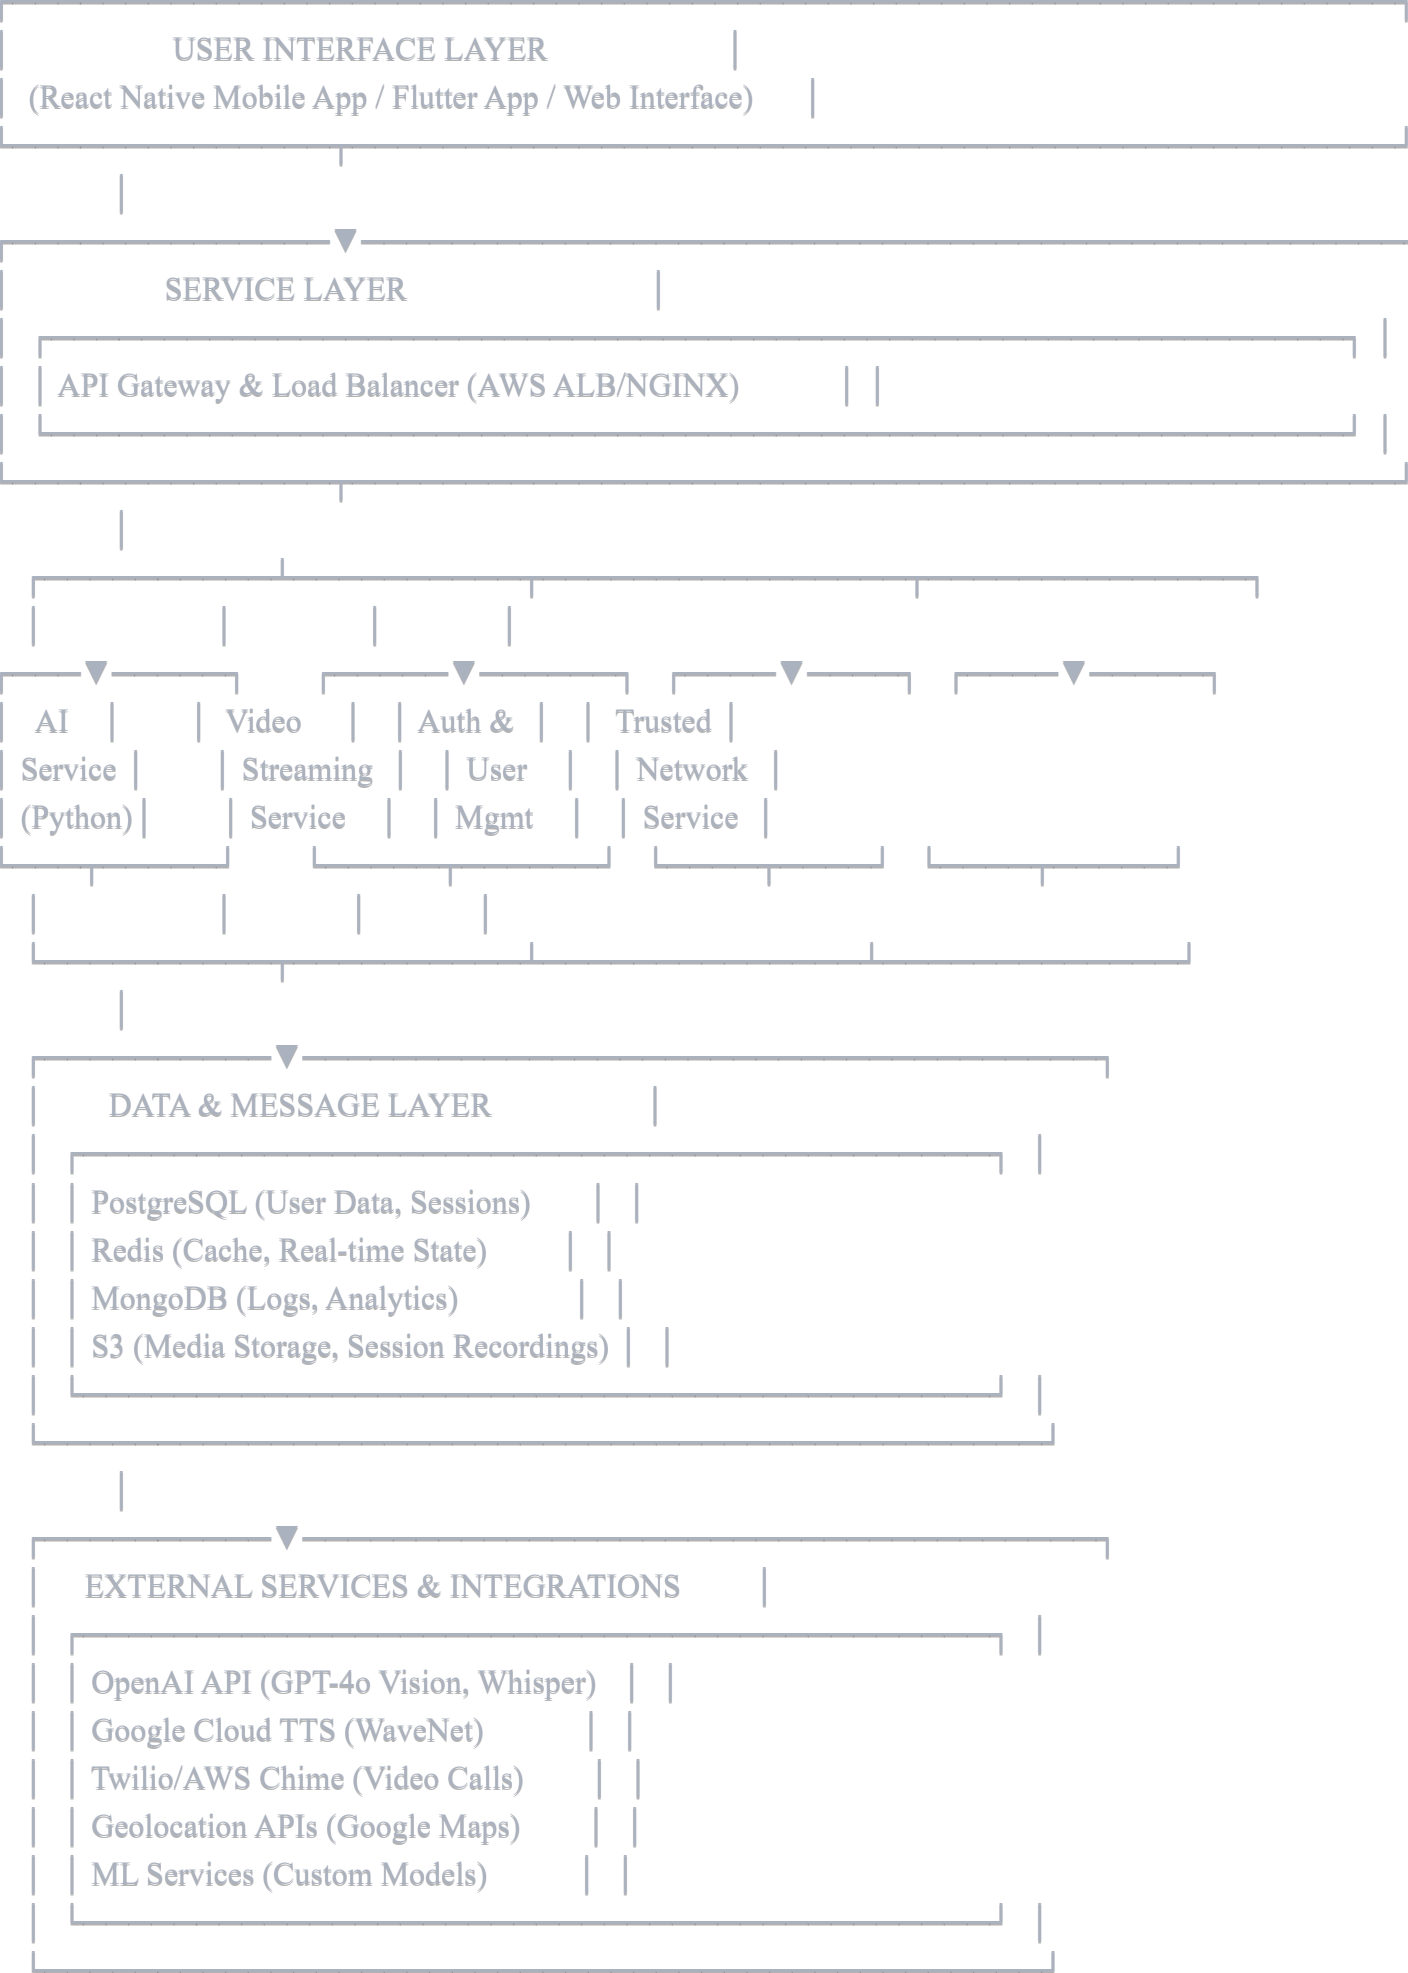 USER INTERFACE LAYER
(React Native Mobile App / Flutter App / Web Interface)
SERVICE LAYER
API Gateway & Load Balancer (AWS ALB/NGINX)
AI Video Auth & Trusted
Service Streaming User Network
(Python) Service Mgmt Service
DATA & MESSAGE LAYER
PostgreSQL (User Data, Sessions)
Redis (Cache, Real-time State)
MongoDB (Logs, Analytics)
S3 (Media Storage, Session Recordings)
EXTERNAL SERVICES & INTEGRATIONS
OpenAI API (GPT-4o Vision, Whisper)
Google Cloud TTS (WaveNet)
Twilio/AWS Chime (Video Calls)
Geolocation APIs (Google Maps)
ML Services (Custom Models)